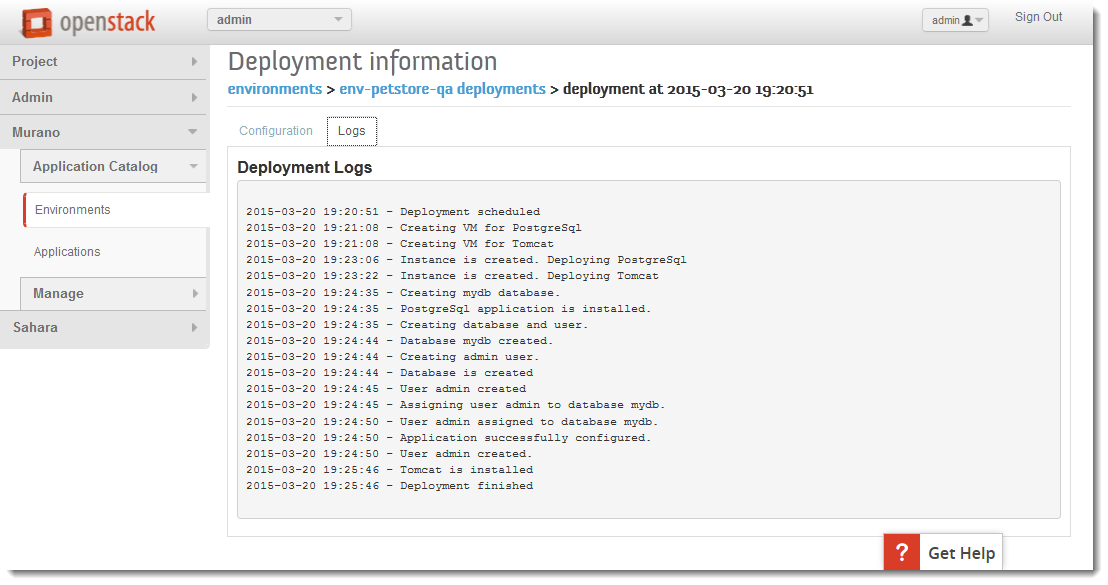 openstack admin admin Sign Out
Project
Admin
Murano
Application Catalog
Environments
Applications
Manage
Sahara
Deployment information
environments > env-petstore-qa deployments > deployment at 2015-03-20 19:20:51
Configuration Logs
Deployment Logs
2015-03-20 19:20:51 - Deployment scheduled
2015-03-20 19:21:08 - Creating VM for PostgreSql
2015-03-20 19:21:08 - Creating VM for Tomcat
2015-03-20 19:23:06 - Instance is created. Deploying PostgreSql
2015-03-20 19:23:22 - Instance is created. Deploying Tomcat
2015-03-20 19:24:35 - Creating mydb database.
2015-03-20 19:24:35 - PostgreSql application is installed.
2015-03-20 19:24:35 - Creating database and user.
2015-03-20 19:24:44 - Database mydb created.
2015-03-20 19:24:44 - Creating admin user.
2015-03-20 19:24:44 - Database is created
2015-03-20 19:24:45 - User admin created
2015-03-20 19:24:45 - Assigning user admin to database mydb.
2015-03-20 19:24:50 - User admin assigned to database mydb.
2015-03-20 19:24:50 - Application successfully configured.
2015-03-20 19:24:50 - User admin created.
2015-03-20 19:25:46 - Tomcat is installed
2015-03-20 19:25:46 - Deployment finished
? Get Help